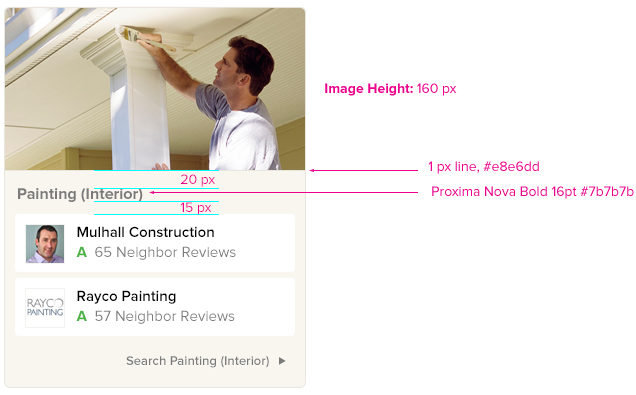 Image Height: 160 px
1 px line, #e8e6dd
20 px
Painting (Interior)
Proxima Nova Bold 16pt #7b7b7b
15 px
Mulhall Construction
A 65 Neighbor Reviews
RAYCO
PAINTING
Rayco Painting
A 57 Neighbor Reviews
Search Painting (Interior)